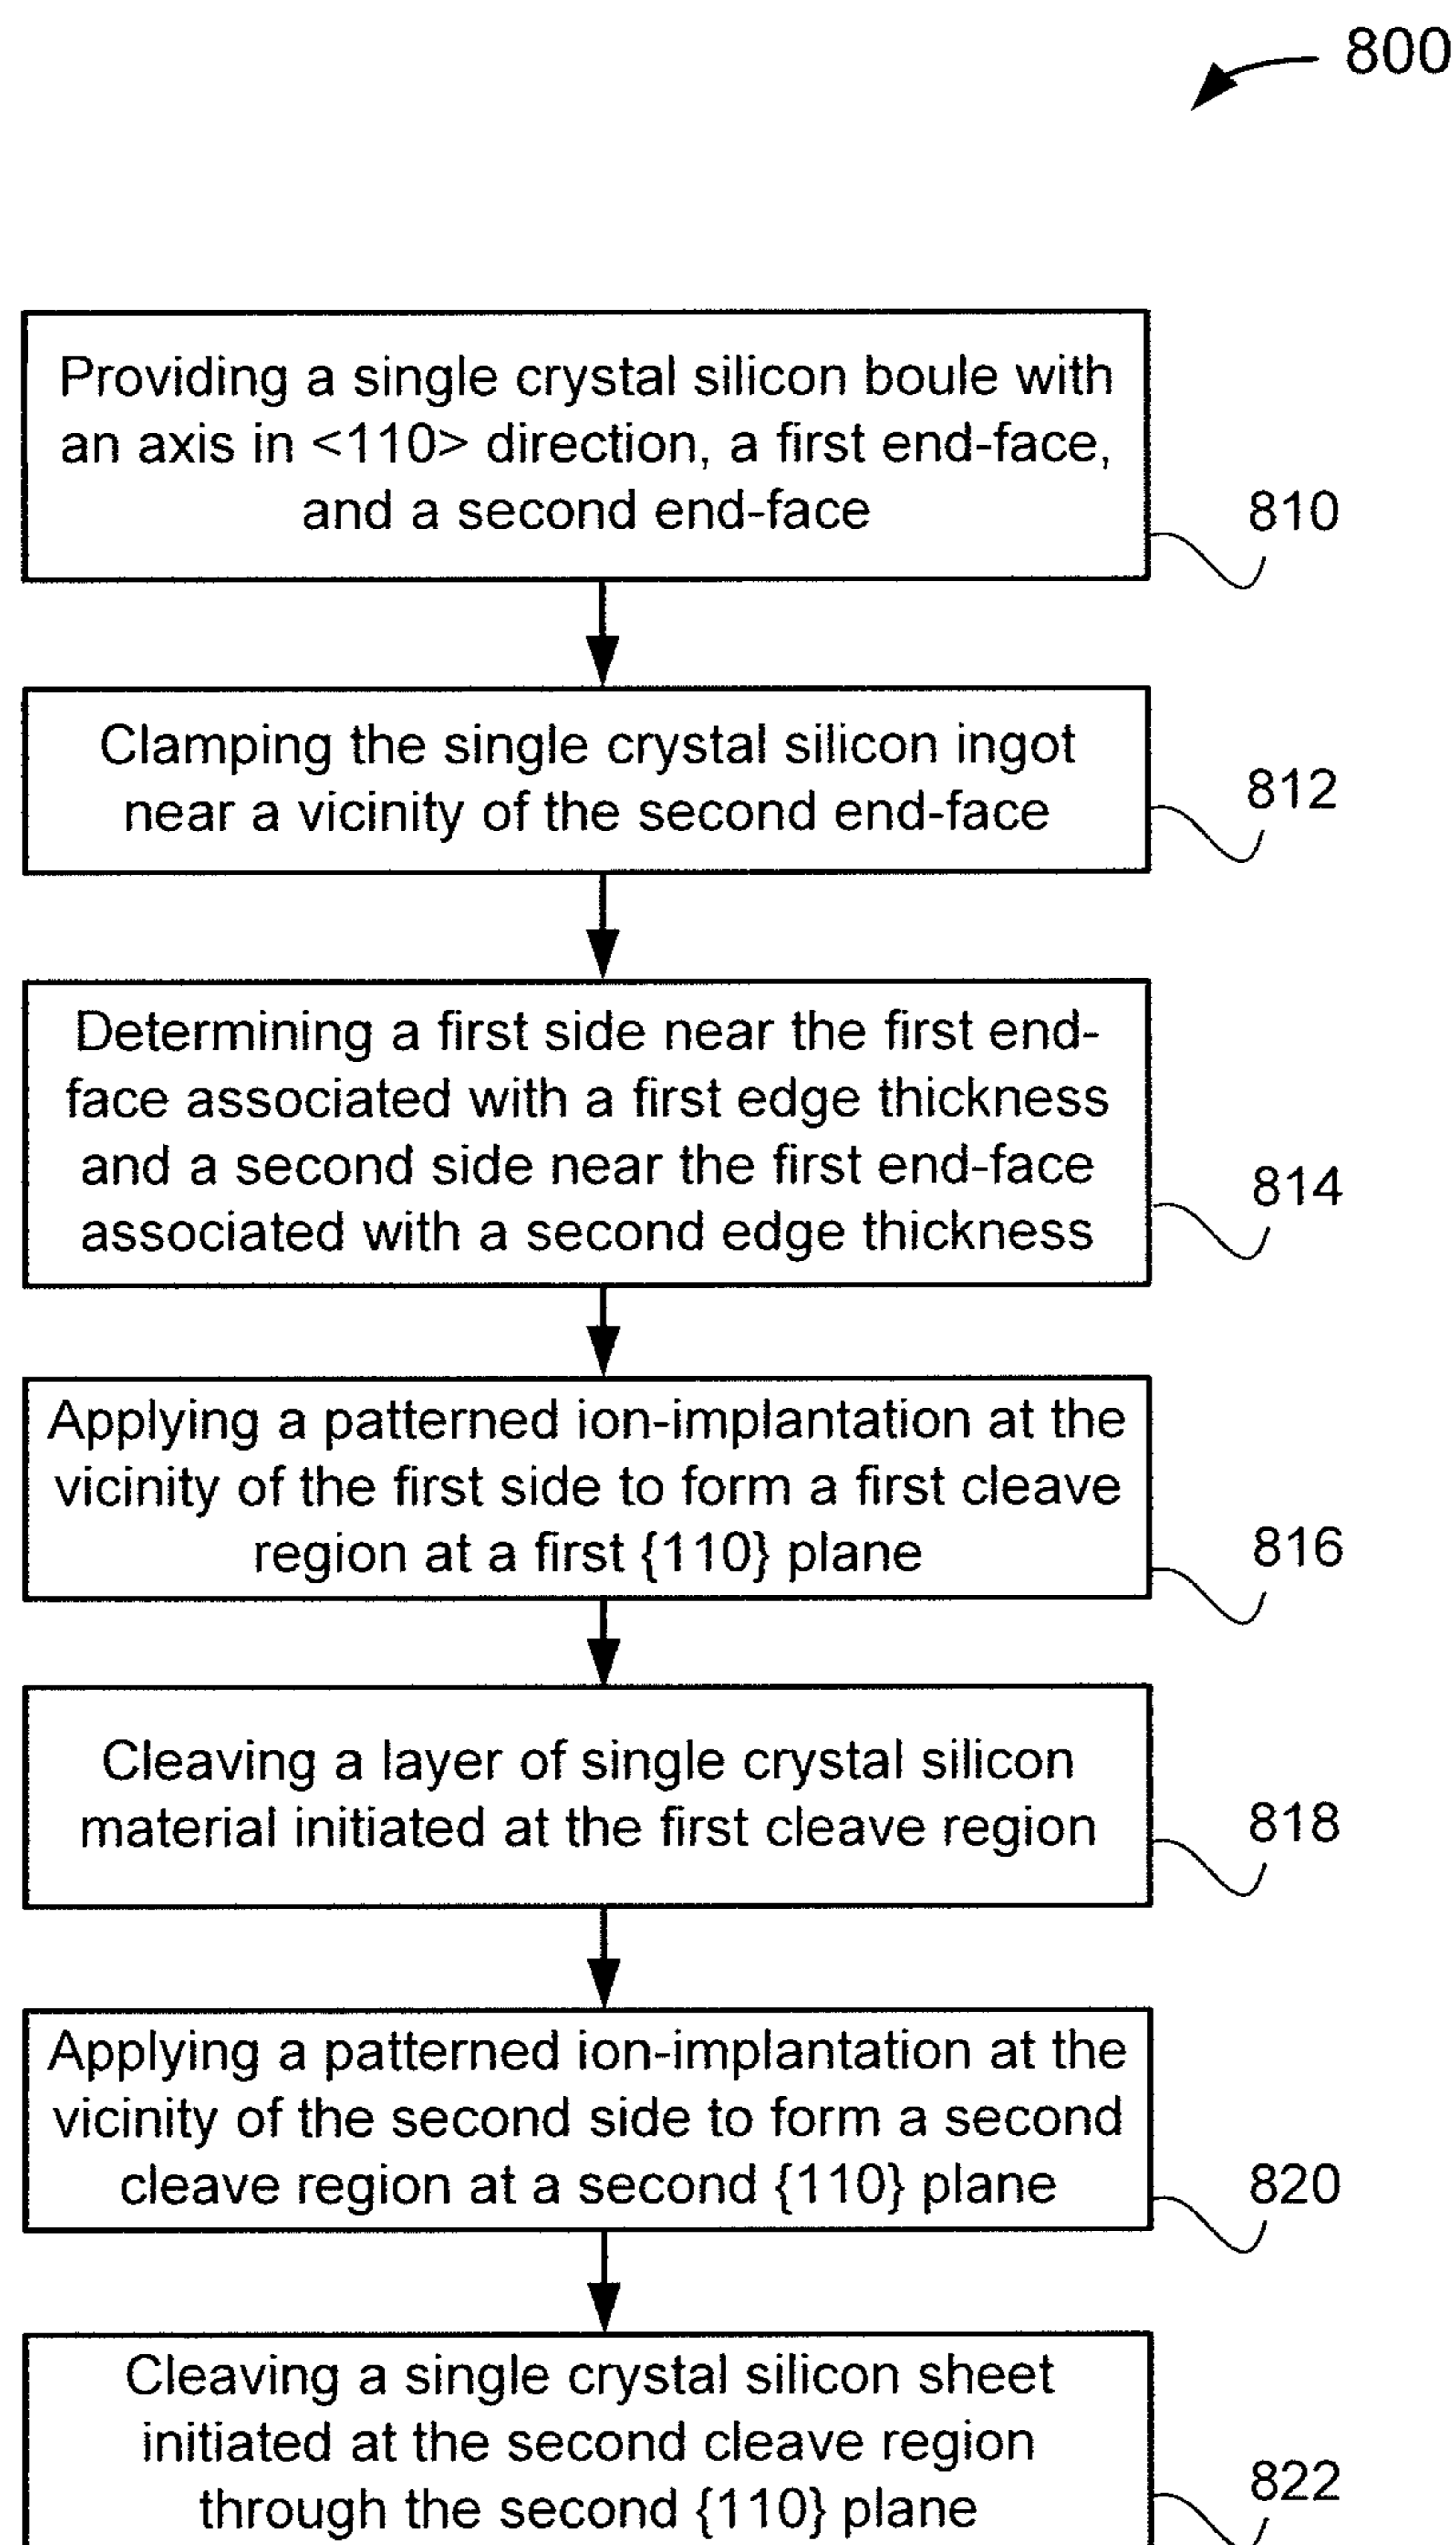 800
Providing a single crystal silicon boule with
an axis in <110> direction, a first end-face,
and a second end-face
810
Clamping the single crystal silicon ingot
near a vicinity of the second end-face
812
Determining a first side near the first end-
face associated with a first edge thickness
and a second side near the first end-face
associated with a second edge thickness
814
Applying a patterned ion-implantation at the
vicinity of the first side to form a first cleave
region at a first {110} plane
816
Cleaving a layer of single crystal silicon
material initiated at the first cleave region
818
Applying a patterned ion-implantation at the
vicinity of the second side to form a second
cleave region at a second {110} plane
820
Cleaving a single crystal silicon sheet
initiated at the second cleave region
through the second {110} plane
822